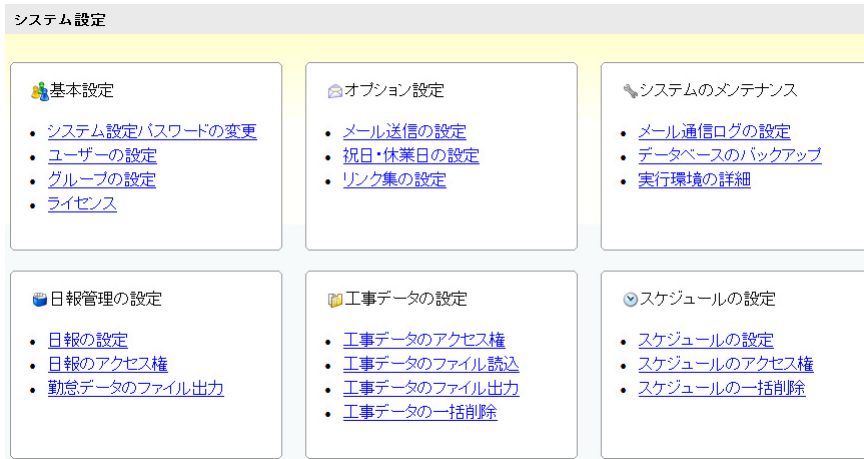 システム設定
基本設定
システム設定パスワードの変更
ユーザーの設定
グループの設定
ライセンス
オプション設定
メール送信の設定
祝日・休業日の設定
リンク集の設定
システムのメンテナンス
メール通信ログの設定
データベースのバックアップ
実行環境の詳細
日報管理の設定
日報の設定
日報のアクセス権
勤怠データのファイル出力
工事データの設定
工事データのアクセス権
工事データのファイル読込
工事データのファイル出力
工事データの一括削除
スケジュールの設定
スケジュールの設定
スケジュールのアクセス権
スケジュールの一括削除